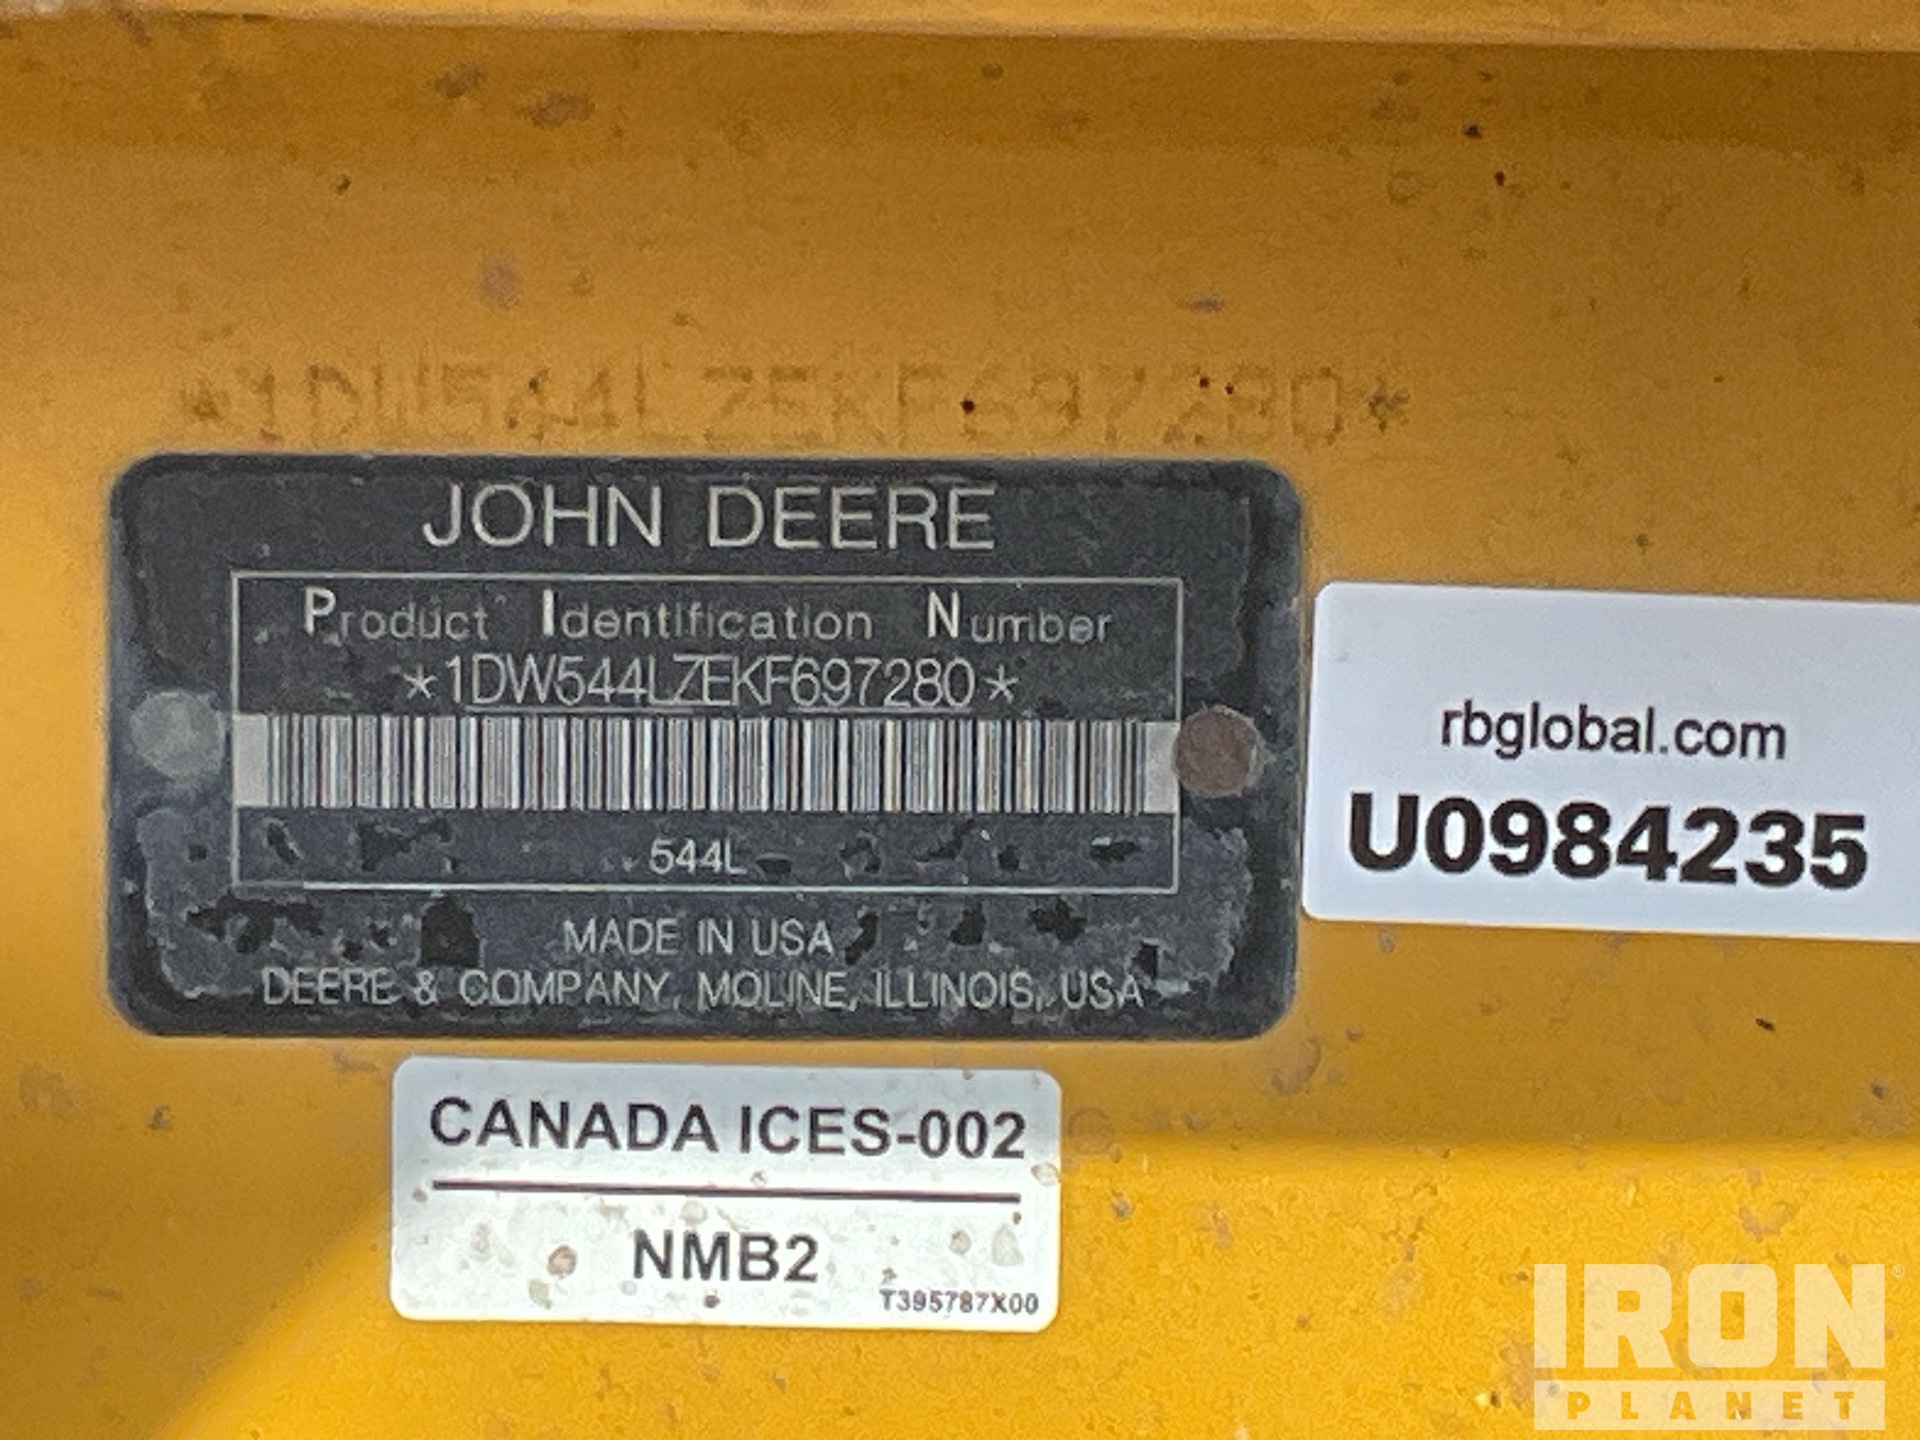 *1DW544LZEKF697280*
JOHN DEERE
Product Identification Number
*1DW544LZEKF697280*
544L
MADE IN USA
DEERE & COMPANY, MOLINE, ILLINOIS, USA
rbglobal.com
U0984235
CANADA ICES-002
NMB2
T395787X00
IRON®
PLANET